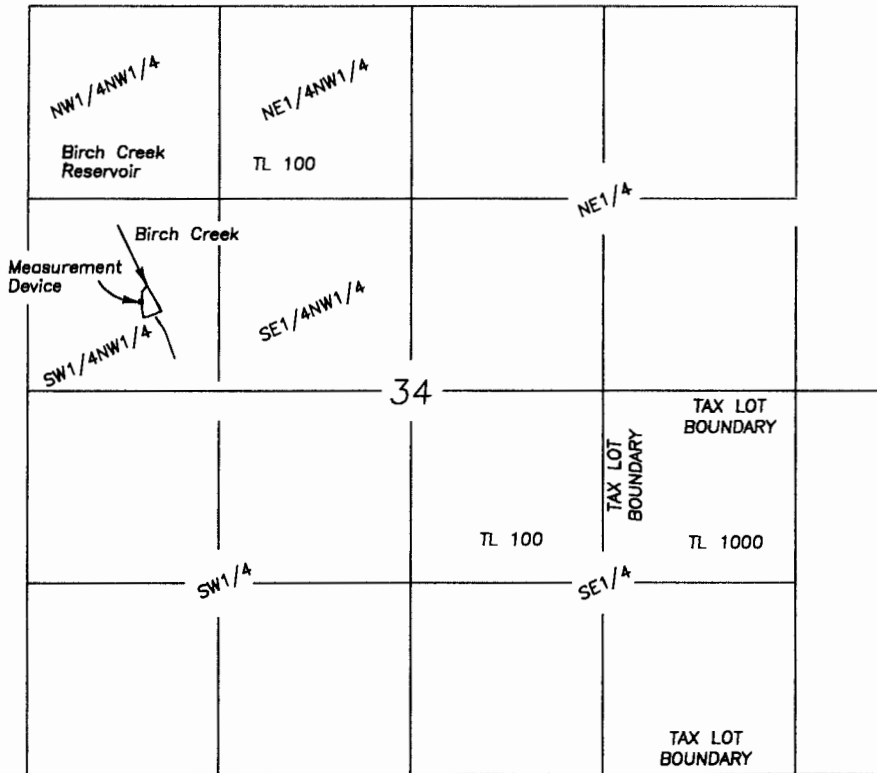 NW1/4NW1/4
NE1/4NW1/4
Birch Creek
Reservoir
TL 100
NE1/4
Birch Creek
Measurement
Device
SE1/4NW1/4
SW1/4NW1/4
34
TAX LOT
BOUNDARY
TAX LOT
BOUNDARY
TL 100
TL 1000
SW1/4
SE1/4
TAX LOT
BOUNDARY